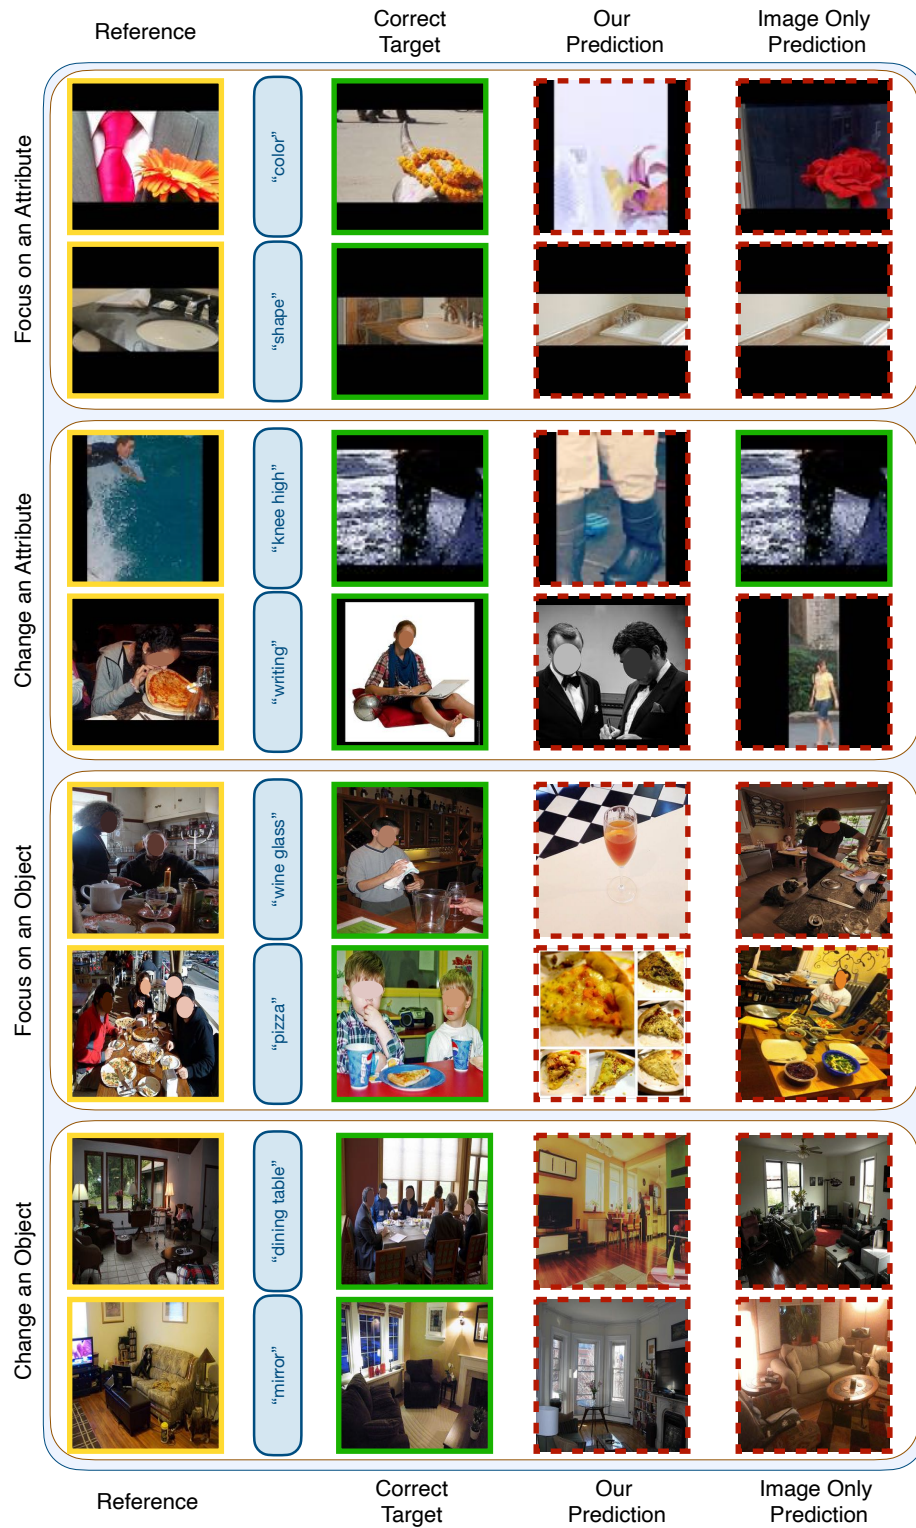 Reference
Correct
Target
Our
Prediction
Image Only
Prediction
Focus on an Attribute
“color”
“shape”
Change an Attribute
“knee high”
“writing”
Focus on an Object
“wine glass”
“pizza”
Change an Object
“dining table”
“mirror”
Reference
Correct
Target
Our
Prediction
Image Only
Prediction